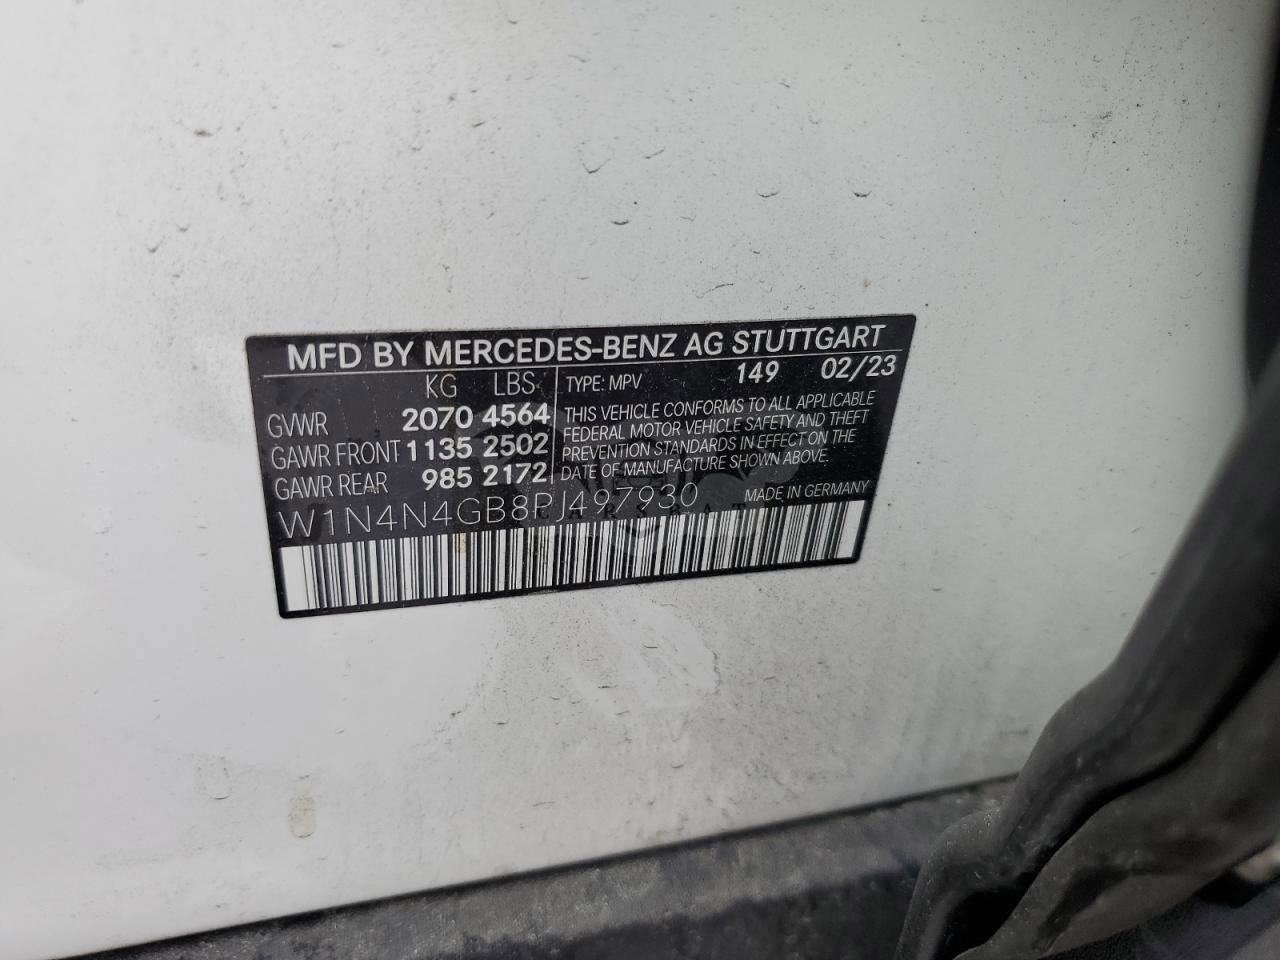 MFD BY MERCEDES-BENZ AG STUTTGART
KG LBS TYPE: MPV 149 02/23
GVWR 2070 4564
GAWR FRONT 1135 2502
GAWR REAR 985 2172
THIS VEHICLE CONFORMS TO ALL APPLICABLE
FEDERAL MOTOR VEHICLE SAFETY AND THEFT
PREVENTION STANDARDS IN EFFECT ON THE
DATE OF MANUFACTURE SHOWN ABOVE.
W1N4N4GB8PJ497930 MADE IN GERMANY